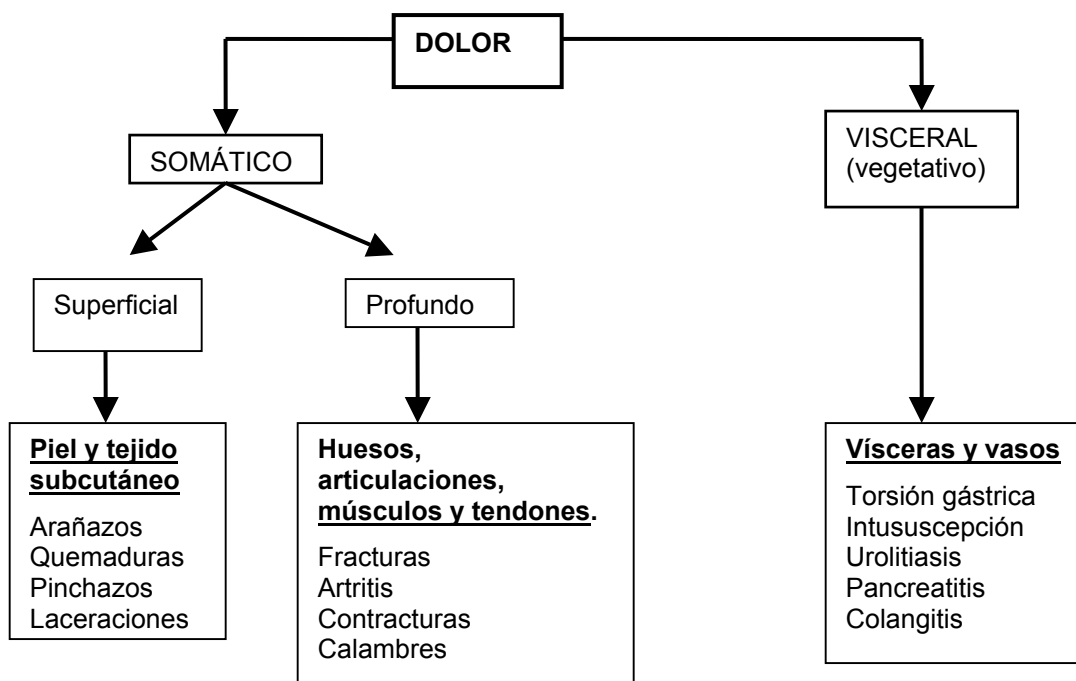 DOLOR
SOMÁTICO
VISCERAL
(vegetativo)
Superficial
Profundo
Piel y tejido
subcutáneo
Arañazos
Quemaduras
Pinchazos
Laceraciones
Huesos,
articulaciones,
músculos y tendones.
Fracturas
Artritis
Contracturas
Calambres
Vísceras y vasos
Torsión gástrica
Intususcepción
Urolitiasis
Pancreatitis
Colangitis